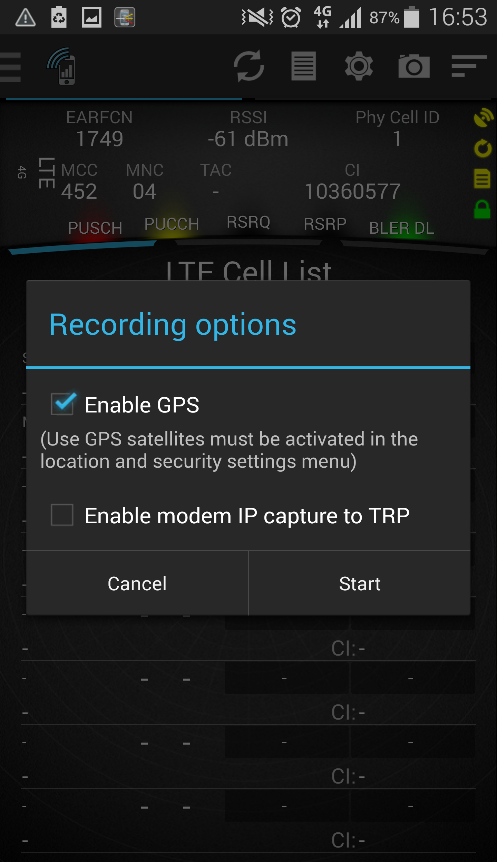 4G 87% 16:53
EARFCN RSSI Phy Cell ID
1749 -61 dBm 1
4G LTE
MCC MNC TAC CI
452 04 - 10360577
PUSCH PUCCH RSRQ RSRP BLER DL
LTE Cell List
Recording options
Enable GPS
(Use GPS satellites must be activated in the
location and security settings menu)
Enable modem IP capture to TRP
Cancel Start
- CI:-
- - - - -
- CI:-
- - - - -
- CI:-
- - - - -
- CI:-
- - - - -
- CI:-